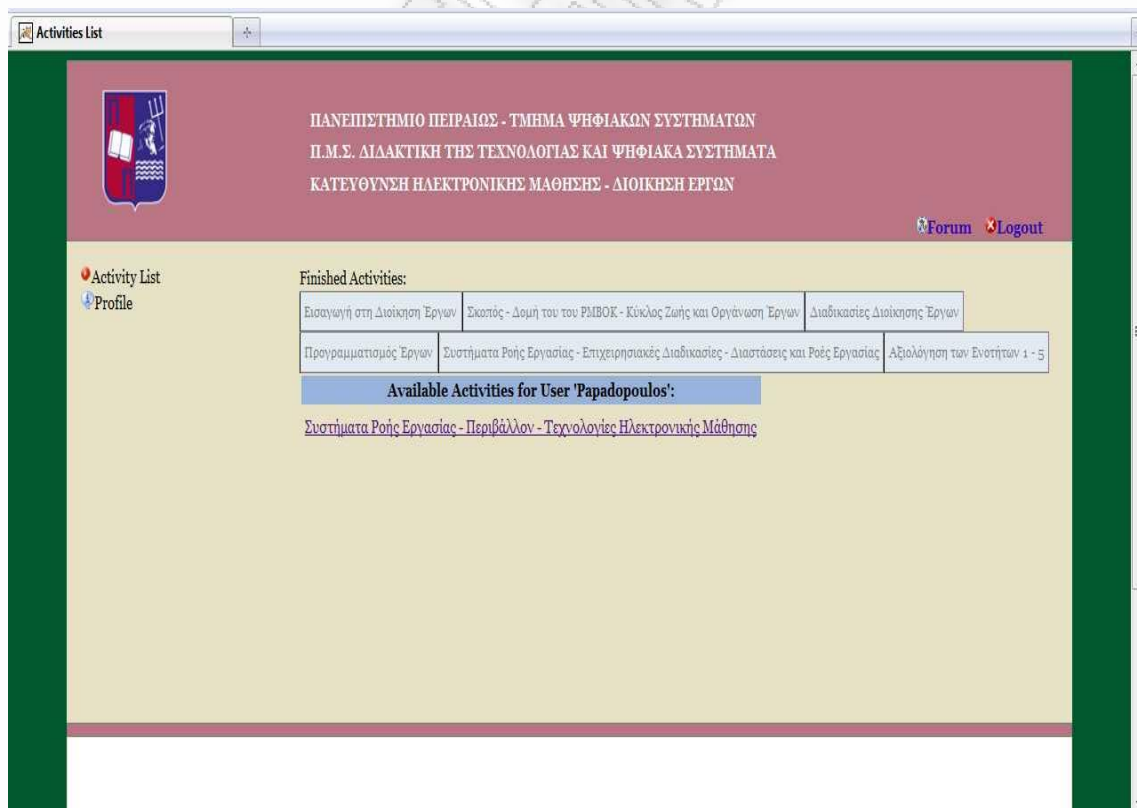 Activities List
ΠΑΝΕΠΙΣΤΗΜΙΟ ΠΕΙΡΑΙΩΣ - ΤΜΗΜΑ ΨΗΦΙΑΚΩΝ ΣΥΣΤΗΜΑΤΩΝ
Π.Μ.Σ. ΔΙΔΑΚΤΙΚΗ ΤΗΣ ΤΕΧΝΟΛΟΓΙΑΣ ΚΑΙ ΨΗΦΙΑΚΑ ΣΥΣΤΗΜΑΤΑ
ΚΑΤΕΥΘΥΝΣΗ ΗΛΕΚΤΡΟΝΙΚΗΣ ΜΑΘΗΣΗΣ - ΔΙΟΙΚΗΣΗ ΕΡΓΩΝ
Forum Logout
Activity List
Profile
Finished Activities:
Εισαγωγή στη Διοίκηση Έργων Σκοπός - Δομή του του PMBOK - Κύκλος Ζωής και Οργάνωση Έργων Διαδικασίες Διοίκησης Έργων
Προγραμματισμός Έργων Συστήματα Ροής Εργασίας - Επιχειρησιακές Διαδικασίες - Διαστάσεις και Ροές Εργασίας Αξιολόγηση των Ενοτήτων 1 - 5
Available Activities for User 'Papadopoulos':
Συστήματα Ροής Εργασίας - Περιβάλλον - Τεχνολογίες Ηλεκτρονικής Μάθησης